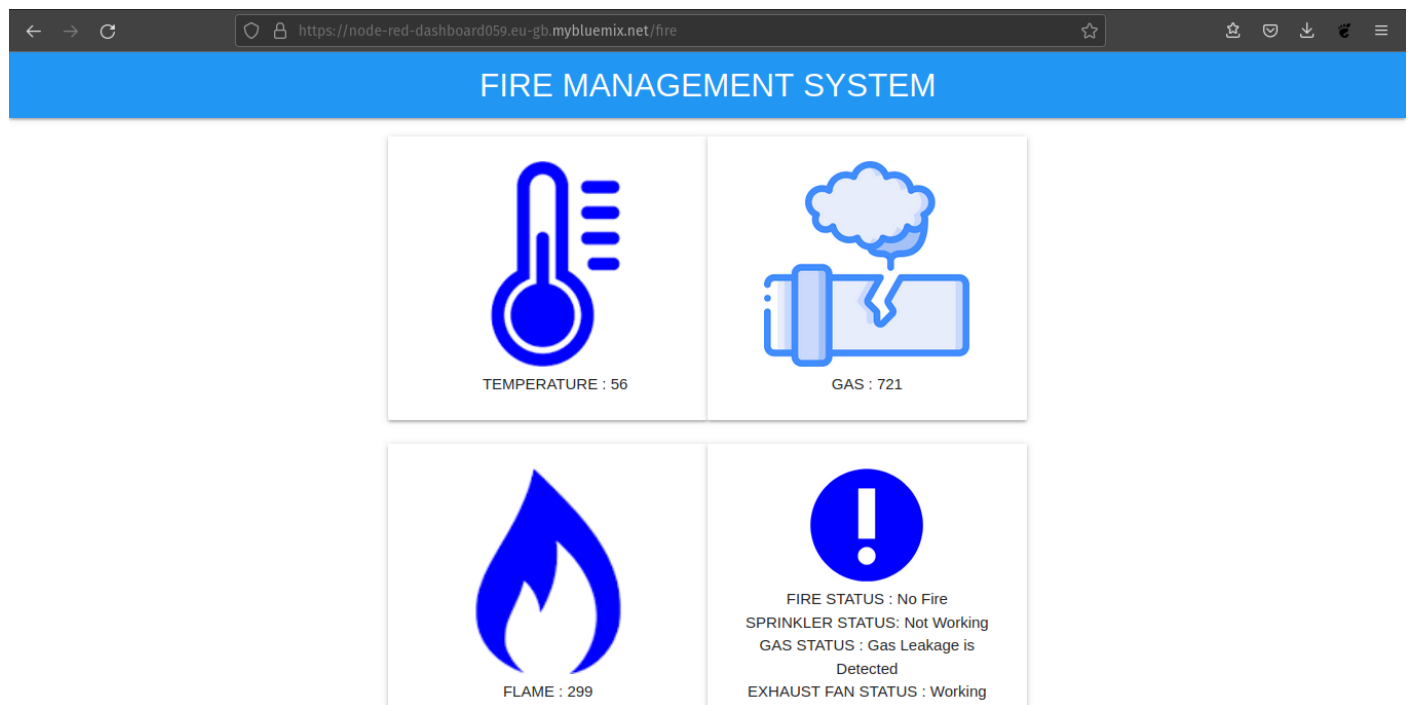 https://node-red-dashboard059.eu-gb.mybluemix.net/fire
FIRE MANAGEMENT SYSTEM
TEMPERATURE : 56
GAS : 721
FLAME : 299
FIRE STATUS : No Fire
SPRINKLER STATUS: Not Working
GAS STATUS : Gas Leakage is
Detected
EXHAUST FAN STATUS : Working